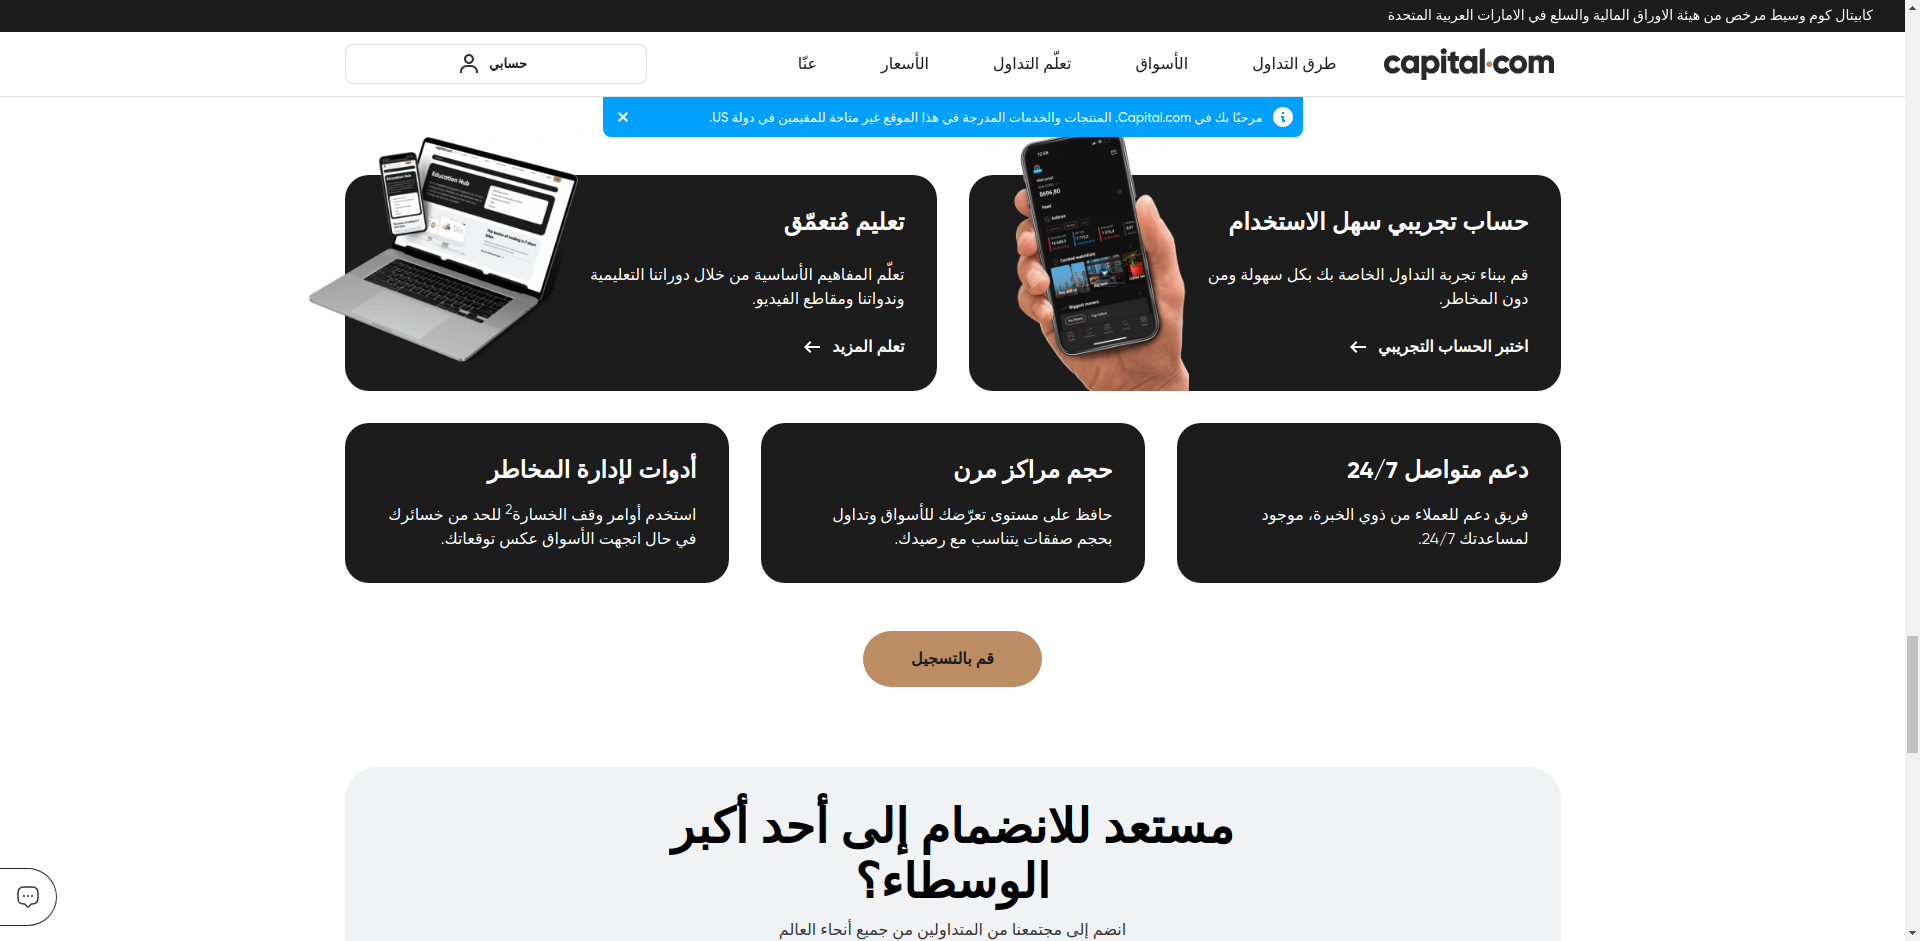 كابيتال كوم وسيط مرخص من هيئة الاوراق المالية والسلع في الامارات العربية المتحدة
capital.com
طرق التداول
الأسواق
تعلّم التداول
الأسعار
عنّا
حسابي
مرحبًا بك في Capital.com. المنتجات والخدمات المدرجة في هذا الموقع غير متاحة للمقيمين في دولة US.
حساب تجريبي سهل الاستخدام
قم ببناء تجربة التداول الخاصة بك بكل سهولة ومن
دون المخاطر.
اختبر الحساب التجريبي
تعليم مُتعمّق
تعلّم المفاهيم الأساسية من خلال دوراتنا التعليمية
وندواتنا ومقاطع الفيديو.
تعلم المزيد
Education Hub
دعم متواصل 24/7
فريق دعم للعملاء من ذوي الخبرة، موجود
لمساعدتك 24/7.
حجم مراكز مرن
حافظ على مستوى تعرّضك للأسواق وتداول
بحجم صفقات يتناسب مع رصيدك.
أدوات لإدارة المخاطر
استخدم أوامر وقف الخسارة2 للحد من خسائرك
في حال اتجهت الأسواق عكس توقعاتك.
قم بالتسجيل
مستعد للانضمام إلى أحد أكبر
الوسطاء؟
انضم إلى مجتمعنا من المتداولين من جميع أنحاء العالم